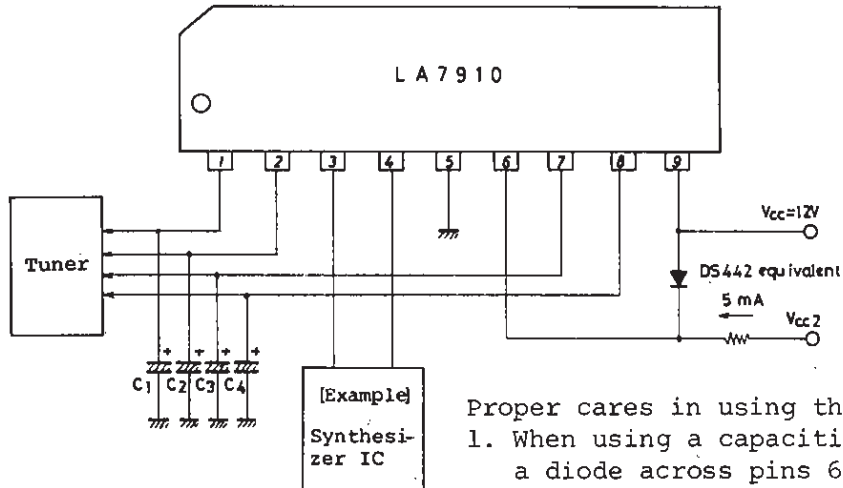 LA7910
1 2 3 4 5 6 7 8 9
Tuner
Vcc=12V
DS442 equivalent
5 mA
Vcc2
C1 C2 C3 C4
+ + + +
[Example]
Synthesi-
zer IC
Proper cares in using th
1. When using a capaciti
a diode across pins 6